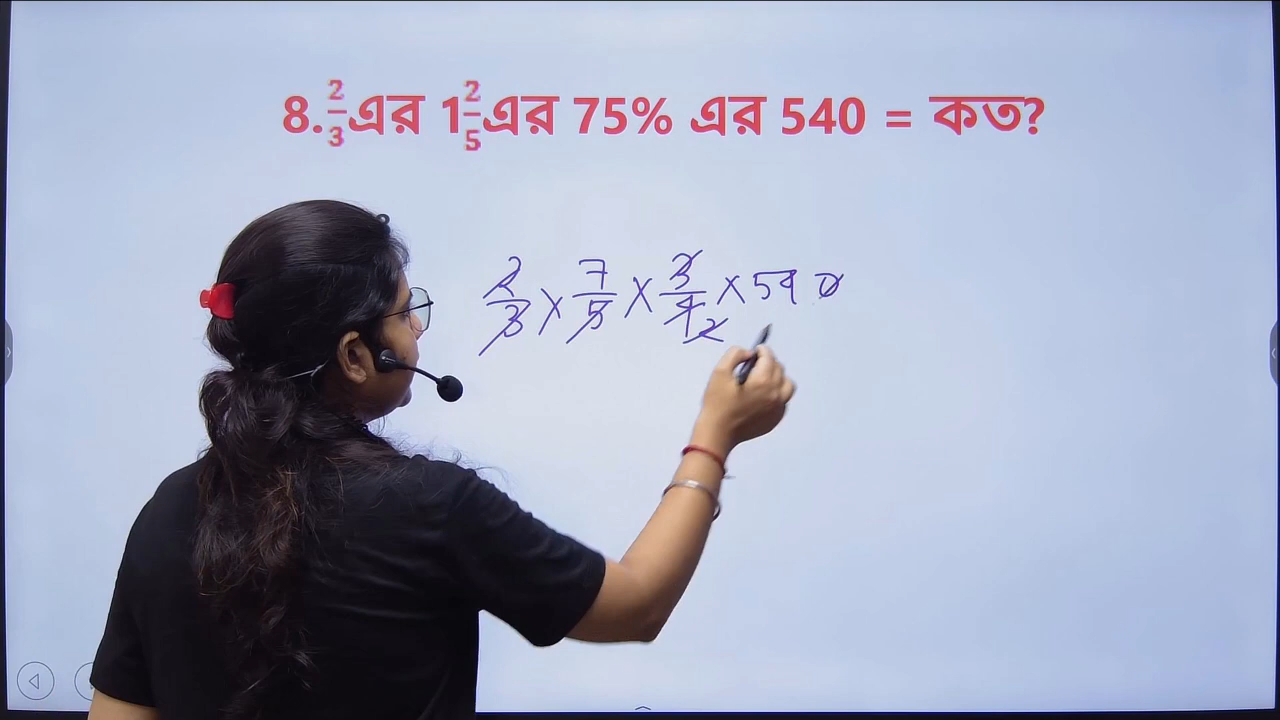 8. 2/3 এর 1 2/5 এর 75% এর 540 = কত?
2/3 × 7/5 × 3/4 2 × 540